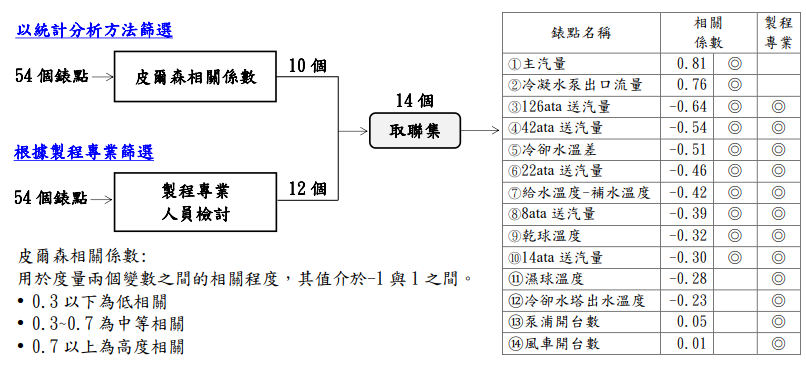 以統計分析方法篩選
54 個錶點
皮爾森相關係數
10 個
根據製程專業篩選
54 個錶點
製程專業
人員檢討
12 個
14 個
取聯集
皮爾森相關係數:
用於度量兩個變數之間的相關程度，其值介於-1 與 1 之間。
• 0.3 以下為低相關
• 0.3~0.7 為中等相關
• 0.7 以上為高度相關
錶點名稱 相關係數 製程專業
①主汽量 0.81 ◎
②冷凝水泵出口流量 0.76 ◎
③126ata 送汽量 -0.64 ◎ ◎
④42ata 送汽量 -0.54 ◎ ◎
⑤冷卻水溫差 -0.51 ◎ ◎
⑥22ata 送汽量 -0.46 ◎ ◎
⑦給水溫度-補水溫度 -0.42 ◎ ◎
⑧8ata 送汽量 -0.39 ◎ ◎
⑨乾球溫度 -0.32 ◎ ◎
⑩14ata 送汽量 -0.30 ◎ ◎
⑪濕球溫度 -0.28 ◎
⑫冷卻水塔出水溫度 -0.23 ◎
⑬泵浦開台數 0.05 ◎
⑭風車開台數 0.01 ◎